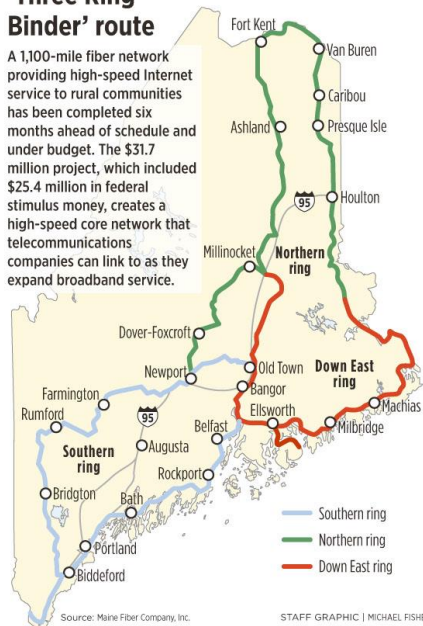 Binder’ route
A 1,100-mile fiber network
providing high-speed Internet
service to rural communities
has been completed six
months ahead of schedule and
under budget. The $31.7
million project, which included
$25.4 million in federal
stimulus money, creates a
high-speed core network that
telecommunications
companies can link to as they
expand broadband service.
Fort Kent
Van Buren
Caribou
Ashland
Presque Isle
95
Houlton
Millinocket
Northern
ring
Dover-Foxcroft
Newport
Old Town
Bangor
Down East
ring
Farmington
Rumford
95
Belfast
Ellsworth
Machias
Milbridge
Augusta
Southern
ring
Rockport
Bridgton
Bath
Portland
Biddeford
Southern ring
Northern ring
Down East ring
Source: Maine Fiber Company, Inc.
STAFF GRAPHIC | MICHAEL